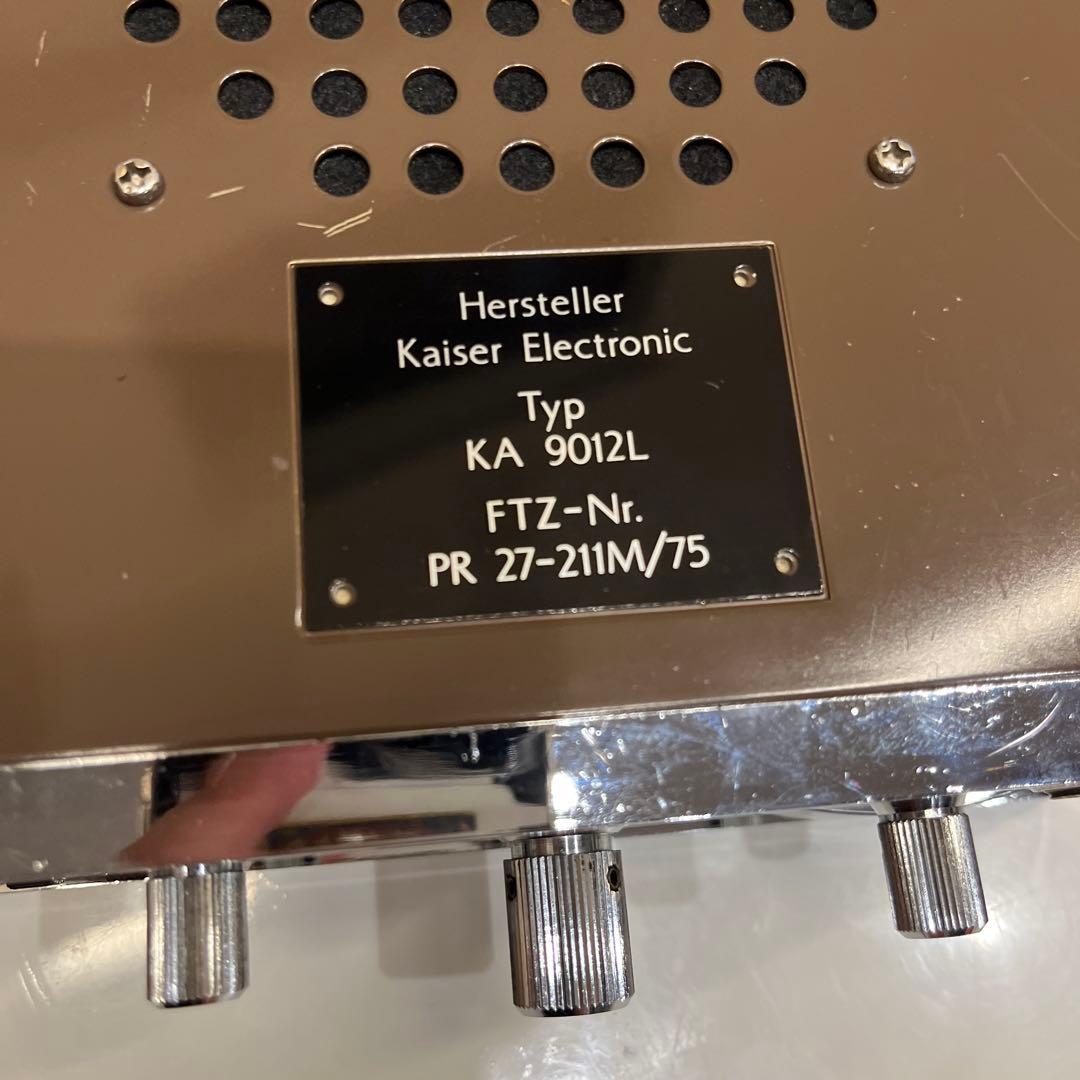 Hersteller
Kaiser Electronic
Typ
KA 9012L
FTZ-Nr.
PR 27-211M/75